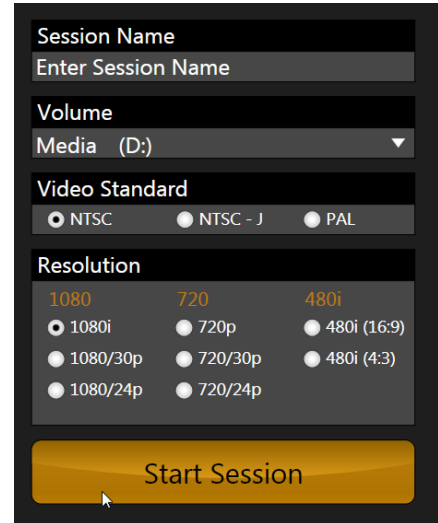 Session Name
Enter Session Name
Volume
Media (D:)
Video Standard
NTSC NTSC - J PAL
Resolution
1080 720 480i
1080i 720p 480i (16:9)
1080/30p 720/30p 480i (4:3)
1080/24p 720/24p
Start Session